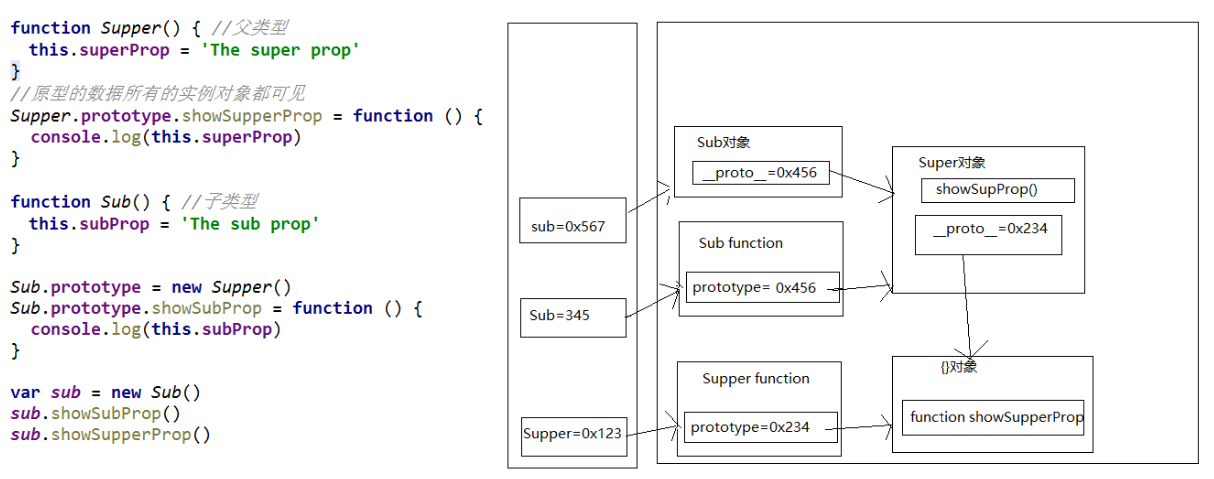 function Supper() { //父类型
  this.superProp = 'The super prop'
}
//原型的数据所有的实例对象都可见
Supper.prototype.showSupperProp = function () {
  console.log(this.superProp)
}
function Sub() { //子类型
  this.subProp = 'The sub prop'
}
Sub.prototype = new Supper()
Sub.prototype.showSubProp = function () {
  console.log(this.subProp)
}
var sub = new Sub()
sub.showSubProp()
sub.showSupperProp()
sub=0x567
Sub=345
Supper=0x123
Sub对象
__proto__=0x456
Sub function
prototype= 0x456
Supper function
prototype=0x234
Super对象
showSupProp()
__proto__=0x234
{}对象
function showSupperProp